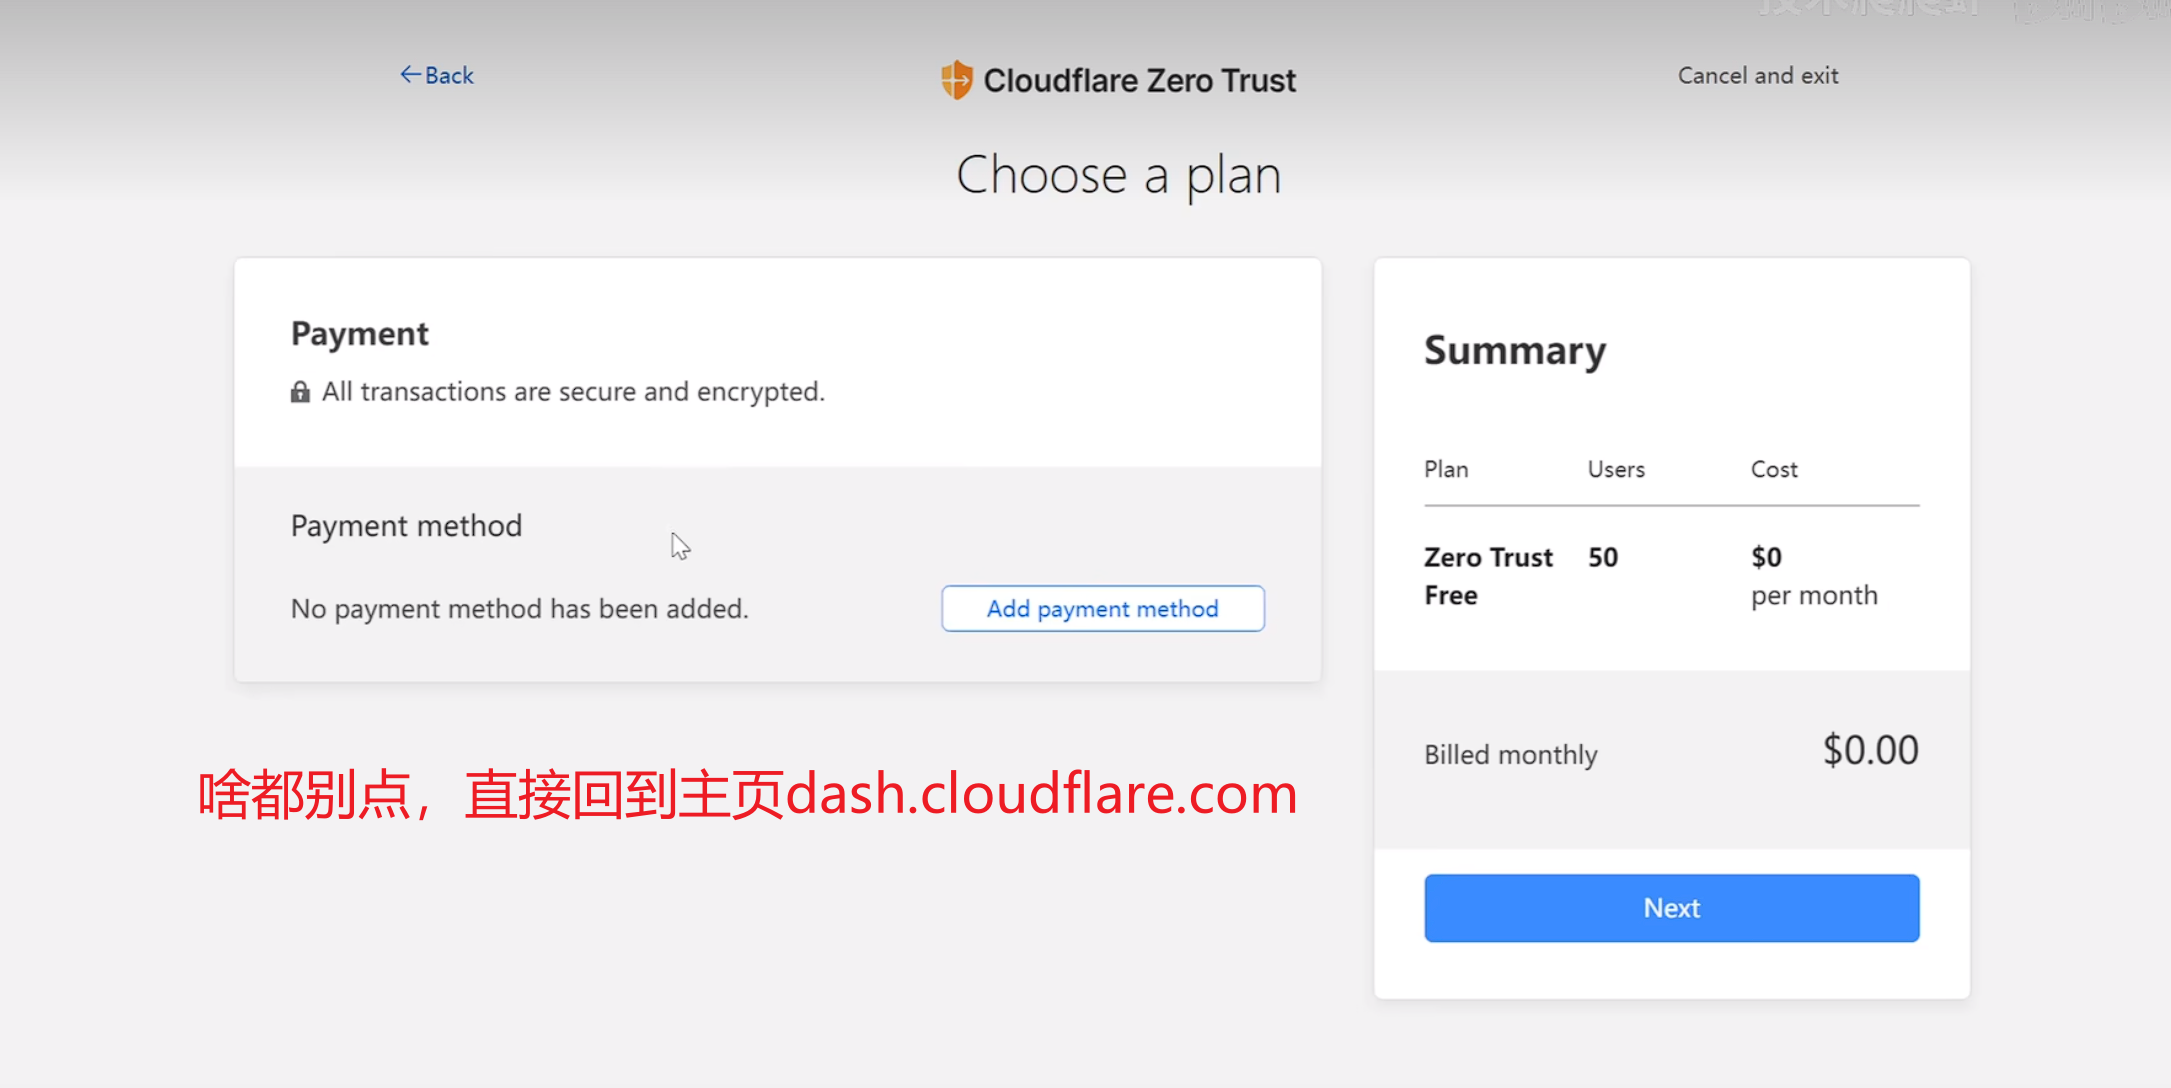 Back
Cloudflare Zero Trust
Cancel and exit
Choose a plan
Payment
All transactions are secure and encrypted.
Payment method
No payment method has been added.
Add payment method
啥都别点，直接回到主页dash.cloudflare.com
Summary
Plan Users Cost
Zero Trust 50 $0
Free per month
Billed monthly $0.00
Next